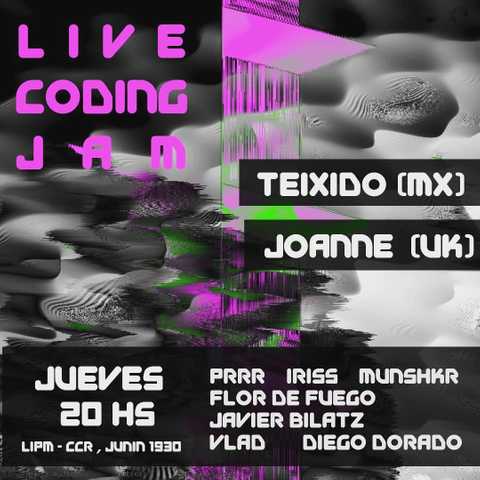 LIVE
CODING
JAM
TEIXIDO (MX)
JOANNE (UK)
JUEVES
20 HS
LIPM - CCR , JUNIN 1930
PRRR IRISS MUNSHKR
FLOR DE FUEGO
JAVIER BILATZ
VLAD DIEGO DORADO